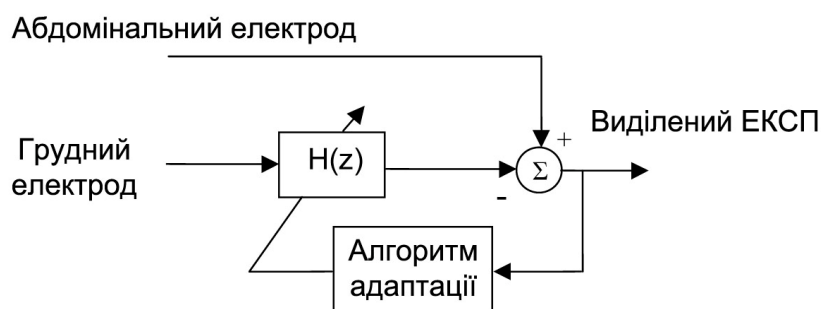 Абдомінальний електрод
Виділений ЕКСП
+
Грудний
електрод
H(z)
Σ
-
Алгоритм
адаптації